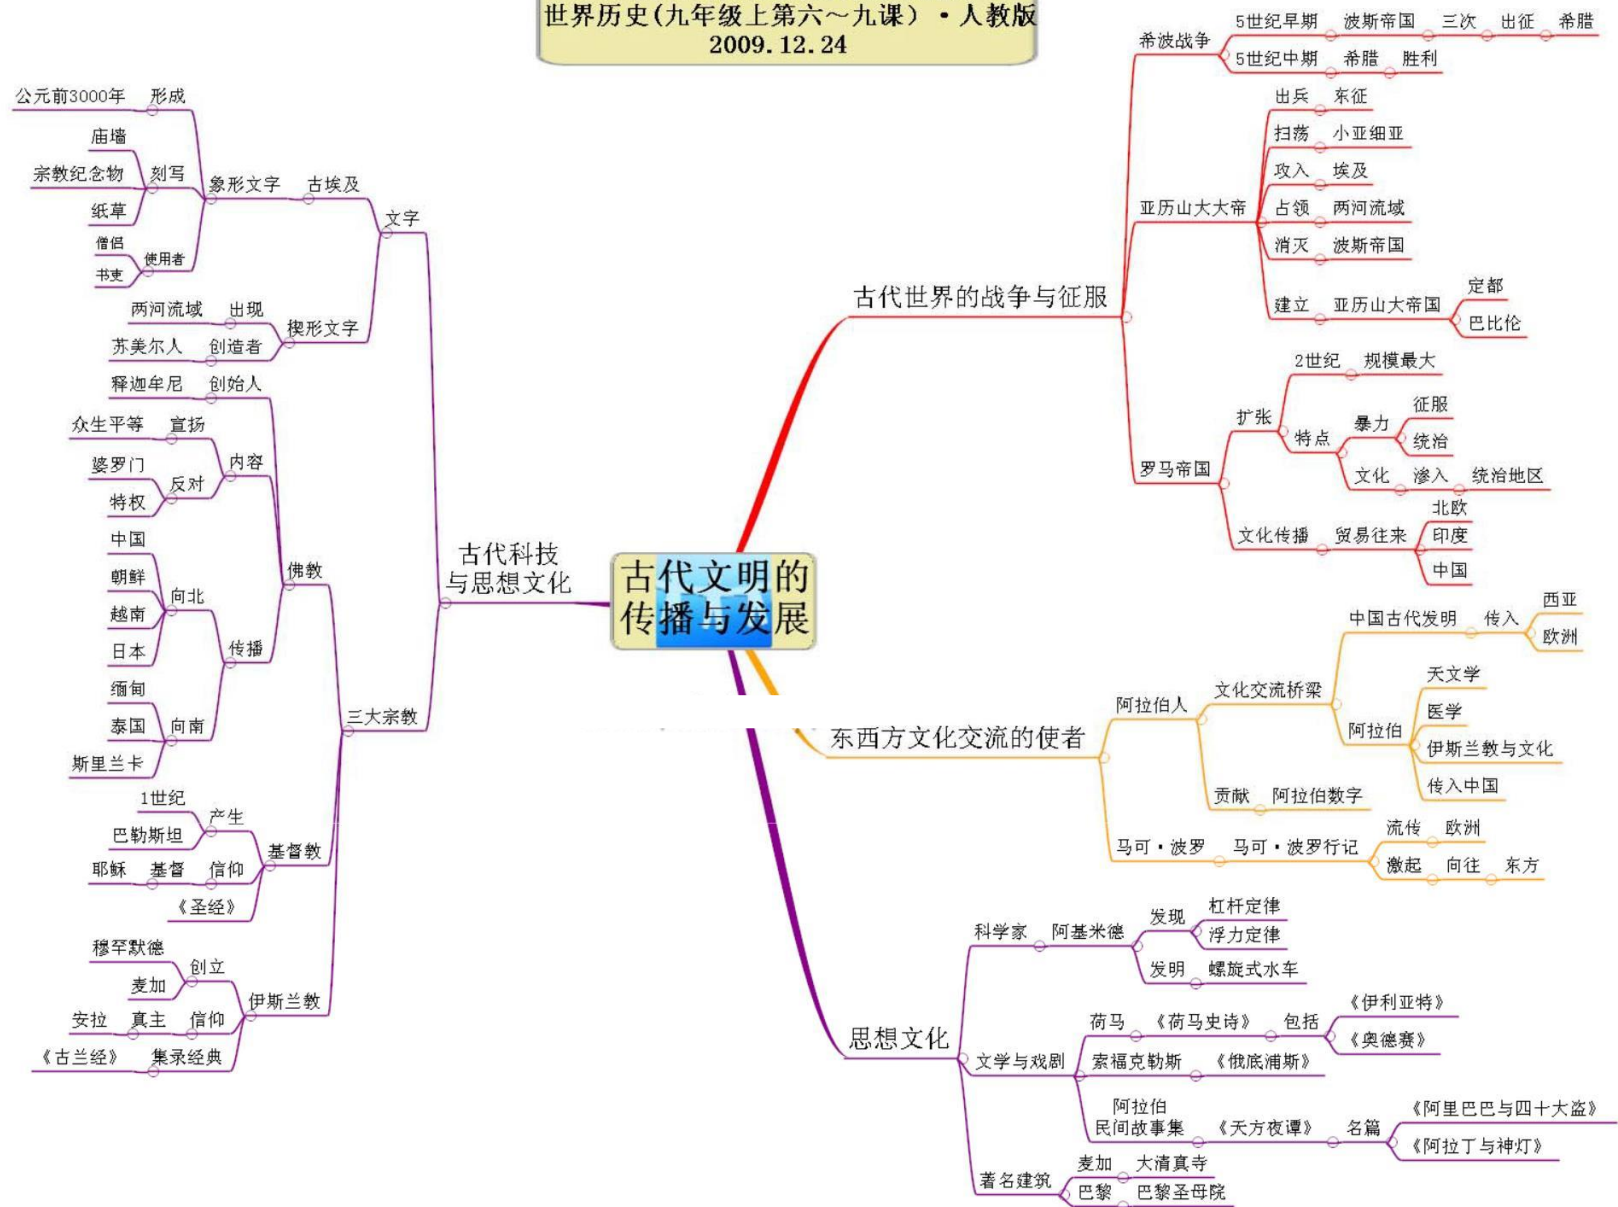 世界历史(九年级上第六～九课）·人教版
2009.12.24
古代文明的
传播与发展
古代世界的战争与征服
希波战争
5世纪早期
波斯帝国
三次
出征
希腊
5世纪中期
希腊
胜利
亚历山大大帝
出兵
东征
扫荡
小亚细亚
攻入
埃及
占领
两河流域
消灭
波斯帝国
建立
亚历山大帝国
定都
巴比伦
罗马帝国
扩张
2世纪
规模最大
特点
暴力
征服
统治
文化
渗入
统治地区
文化传播
贸易往来
北欧
印度
中国
东西方文化交流的使者
阿拉伯人
文化交流桥梁
中国古代发明
传入
西亚
欧洲
阿拉伯
天文学
医学
伊斯兰教与文化
传入中国
贡献
阿拉伯数字
马可·波罗
马可·波罗行记
流传
欧洲
激起
向往
东方
思想文化
科学家
阿基米德
发现
杠杆定律
浮力定律
发明
螺旋式水车
文学与戏剧
荷马
《荷马史诗》
包括
《伊利亚特》
《奥德赛》
索福克勒斯
《俄底浦斯》
阿拉伯
民间故事集
《天方夜谭》
名篇
《阿里巴巴与四十大盗》
《阿拉丁与神灯》
著名建筑
麦加
大清真寺
巴黎
巴黎圣母院
古代科技
与思想文化
文字
古埃及
象形文字
形成
公元前3000年
刻写
庙墙
宗教纪念物
纸草
使用者
僧侣
书吏
楔形文字
出现
两河流域
创造者
苏美尔人
三大宗教
佛教
创始人
释迦牟尼
内容
宣扬
众生平等
反对
婆罗门
特权
传播
向北
中国
朝鲜
越南
日本
向南
缅甸
泰国
斯里兰卡
基督教
产生
1世纪
巴勒斯坦
信仰
基督
耶稣
《圣经》
伊斯兰教
创立
穆罕默德
麦加
信仰
真主
安拉
集录经典
《古兰经》